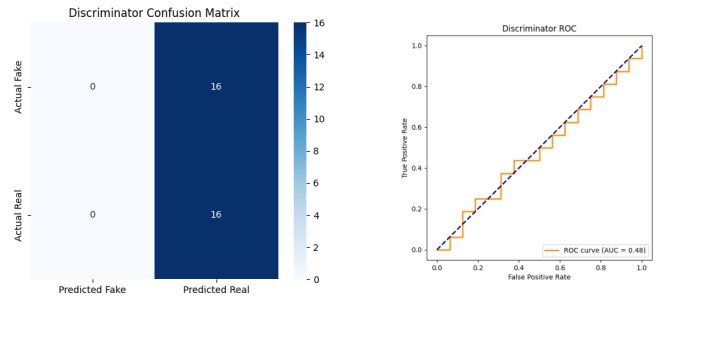 Discriminator Confusion Matrix
Actual Fake
Actual Real
0
16
0
16
Predicted Fake
Predicted Real
16
14
12
10
8
6
4
2
0
Discriminator ROC
True Positive Rate
1.0
0.8
0.6
0.4
0.2
0.0
ROC curve (AUC = 0.48)
0.0
0.2
0.4
0.6
0.8
1.0
False Positive Rate